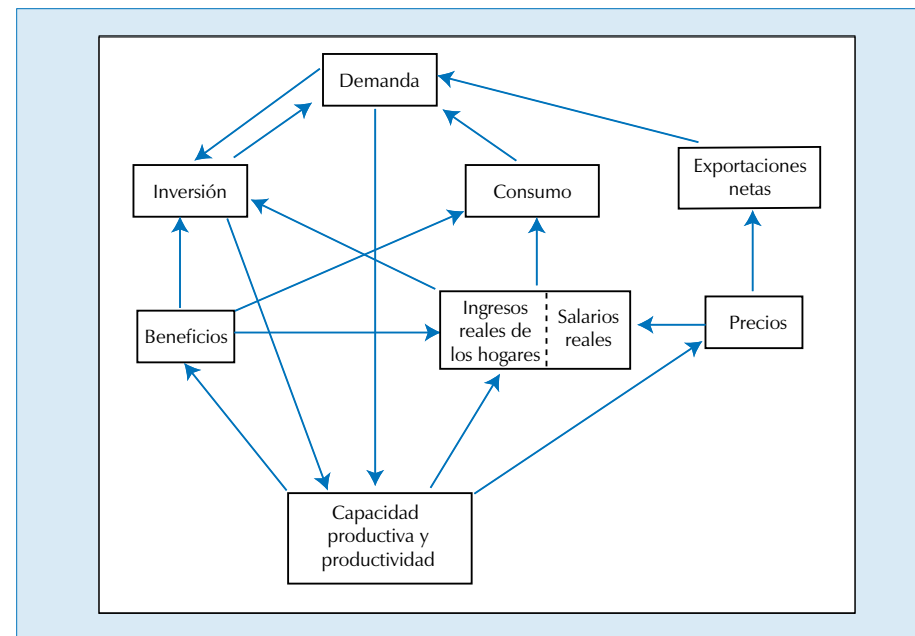 Demanda
Inversión
Consumo
Exportaciones
netas
Beneficios
Ingresos
reales de
los hogares
Salarios
reales
Precios
Capacidad
productiva y
productividad